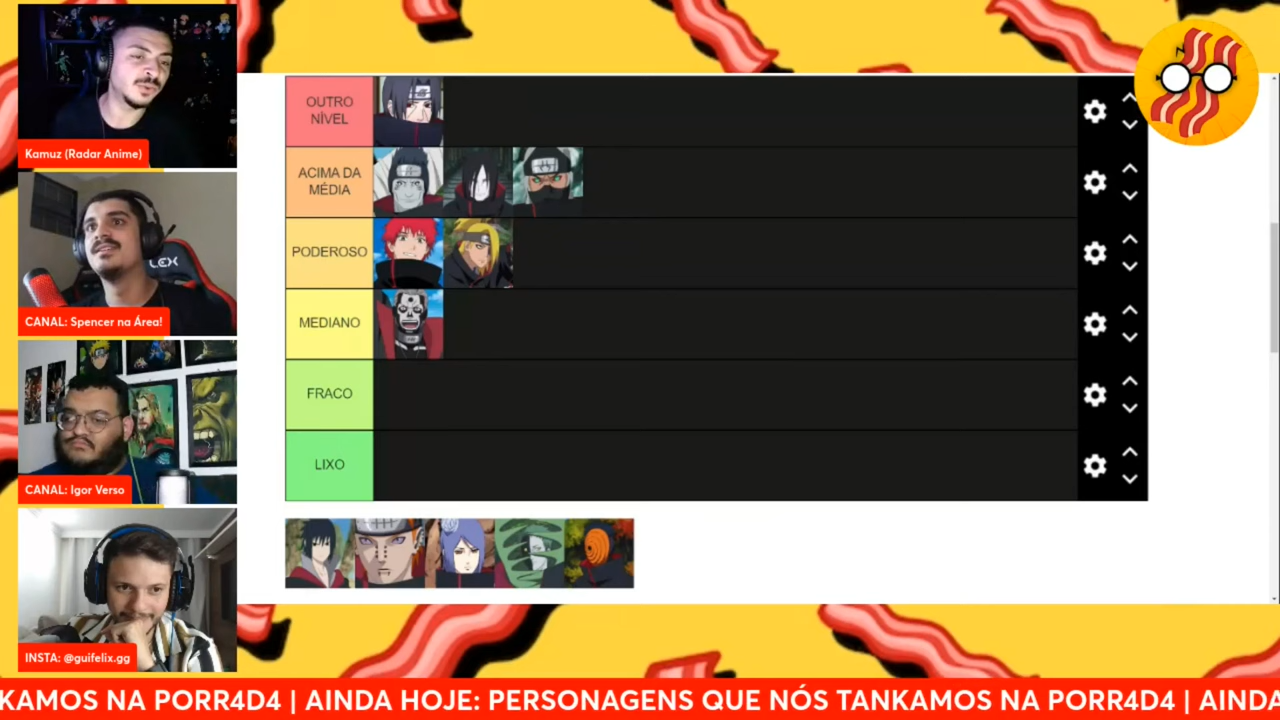 Kamuz (Radar Anime)
LEX
CANAL: Spencer na Área!
CANAL: Igor Verso
INSTA: @guifelix.gg
OUTRO
NÍVEL
ACIMA DA
MÉDIA
PODEROSO
MEDIANO
FRACO
LIXO
KAMOS NA PORR4D4 | AINDA HOJE: PERSONAGENS QUE NÓS TANKAMOS NA PORR4D4 | AINDA